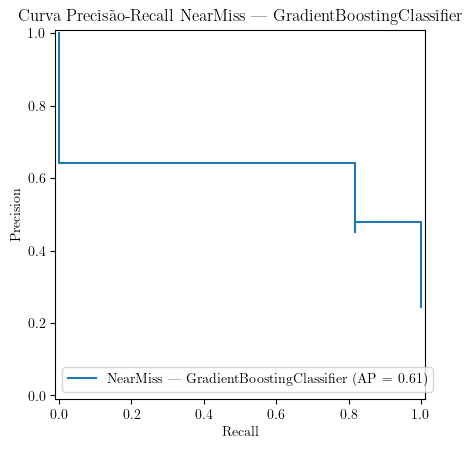 Curva Precisão-Recall NearMiss — GradientBoostingClassifier
1.0
0.8
0.6
0.4
0.2
0.0
Precision
NearMiss — GradientBoostingClassifier (AP = 0.61)
0.0 0.2 0.4 0.6 0.8 1.0
Recall